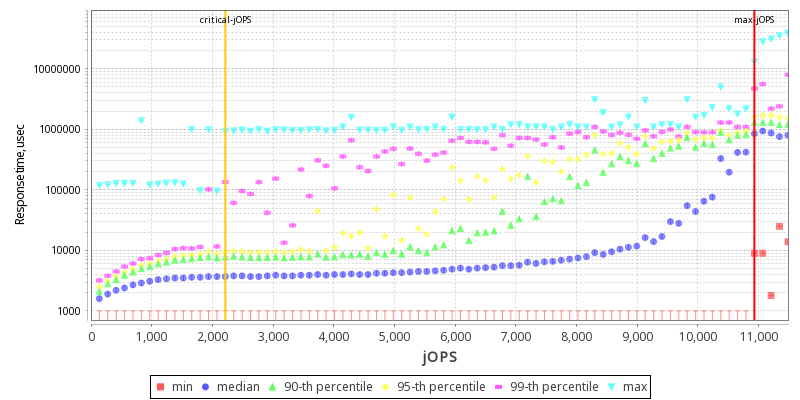 critical-jOPS max-jOPS
10000000
1000000
100000
10000
1000
Response time, usec
0 1,000 2,000 3,000 4,000 5,000 6,000 7,000 8,000 9,000 10,000 11,000
jOPS
min median 90-th percentile 95-th percentile 99-th percentile max